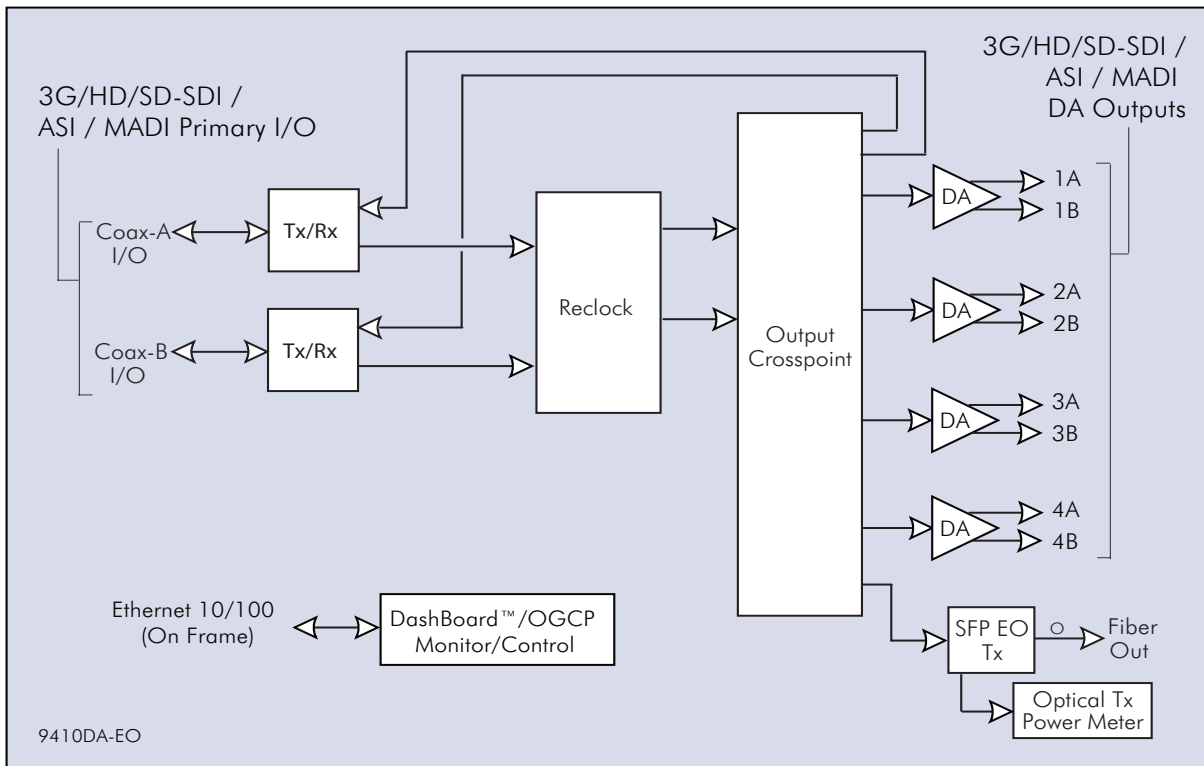 3G/HD/SD-SDI /
ASI / MADI Primary I/O
3G/HD/SD-SDI /
ASI / MADI
DA Outputs
Coax-A
I/O
Tx/Rx
Coax-B
I/O
Tx/Rx
Reclock
Output
Crosspoint
DA
1A
1B
DA
2A
2B
DA
3A
3B
DA
4A
4B
Ethernet 10/100
(On Frame)
DashBoard™/OGCP
Monitor/Control
SFP EO
Tx
Fiber
Out
Optical Tx
Power Meter
9410DA-EO